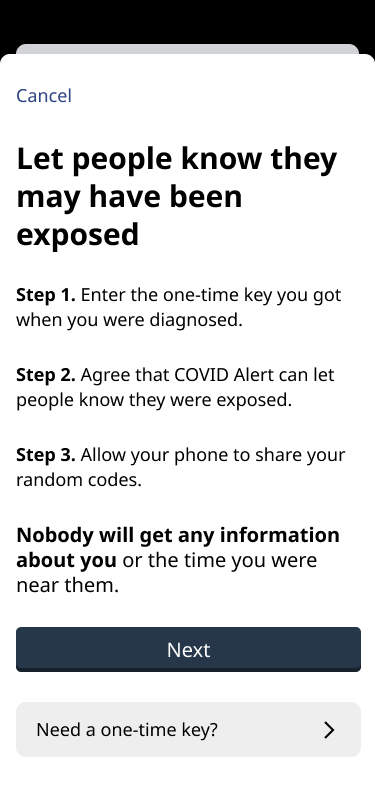 Cancel
Let people know they
may have been
exposed
Step 1. Enter the one-time key you got
when you were diagnosed.
Step 2. Agree that COVID Alert can let
people know they were exposed.
Step 3. Allow your phone to share your
random codes.
Nobody will get any information
about you or the time you were
near them.
Next
Need a one-time key?